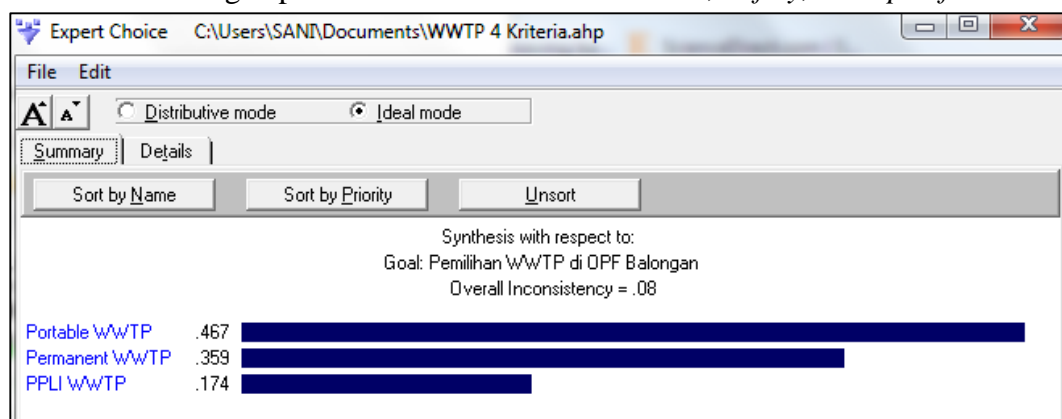 Expert Choice C:\Users\SANI\Documents\WWTP 4 Kriteria.ahp
File Edit
A A Distributive mode Ideal mode
Summary Details
Sort by Name Sort by Priority Unsort
Synthesis with respect to:
Goal: Pemilihan WWTP di OPF Balongan
Overall Inconsistency = .08
Portable WWTP .467
Permanent WWTP .359
PPLI WWTP .174